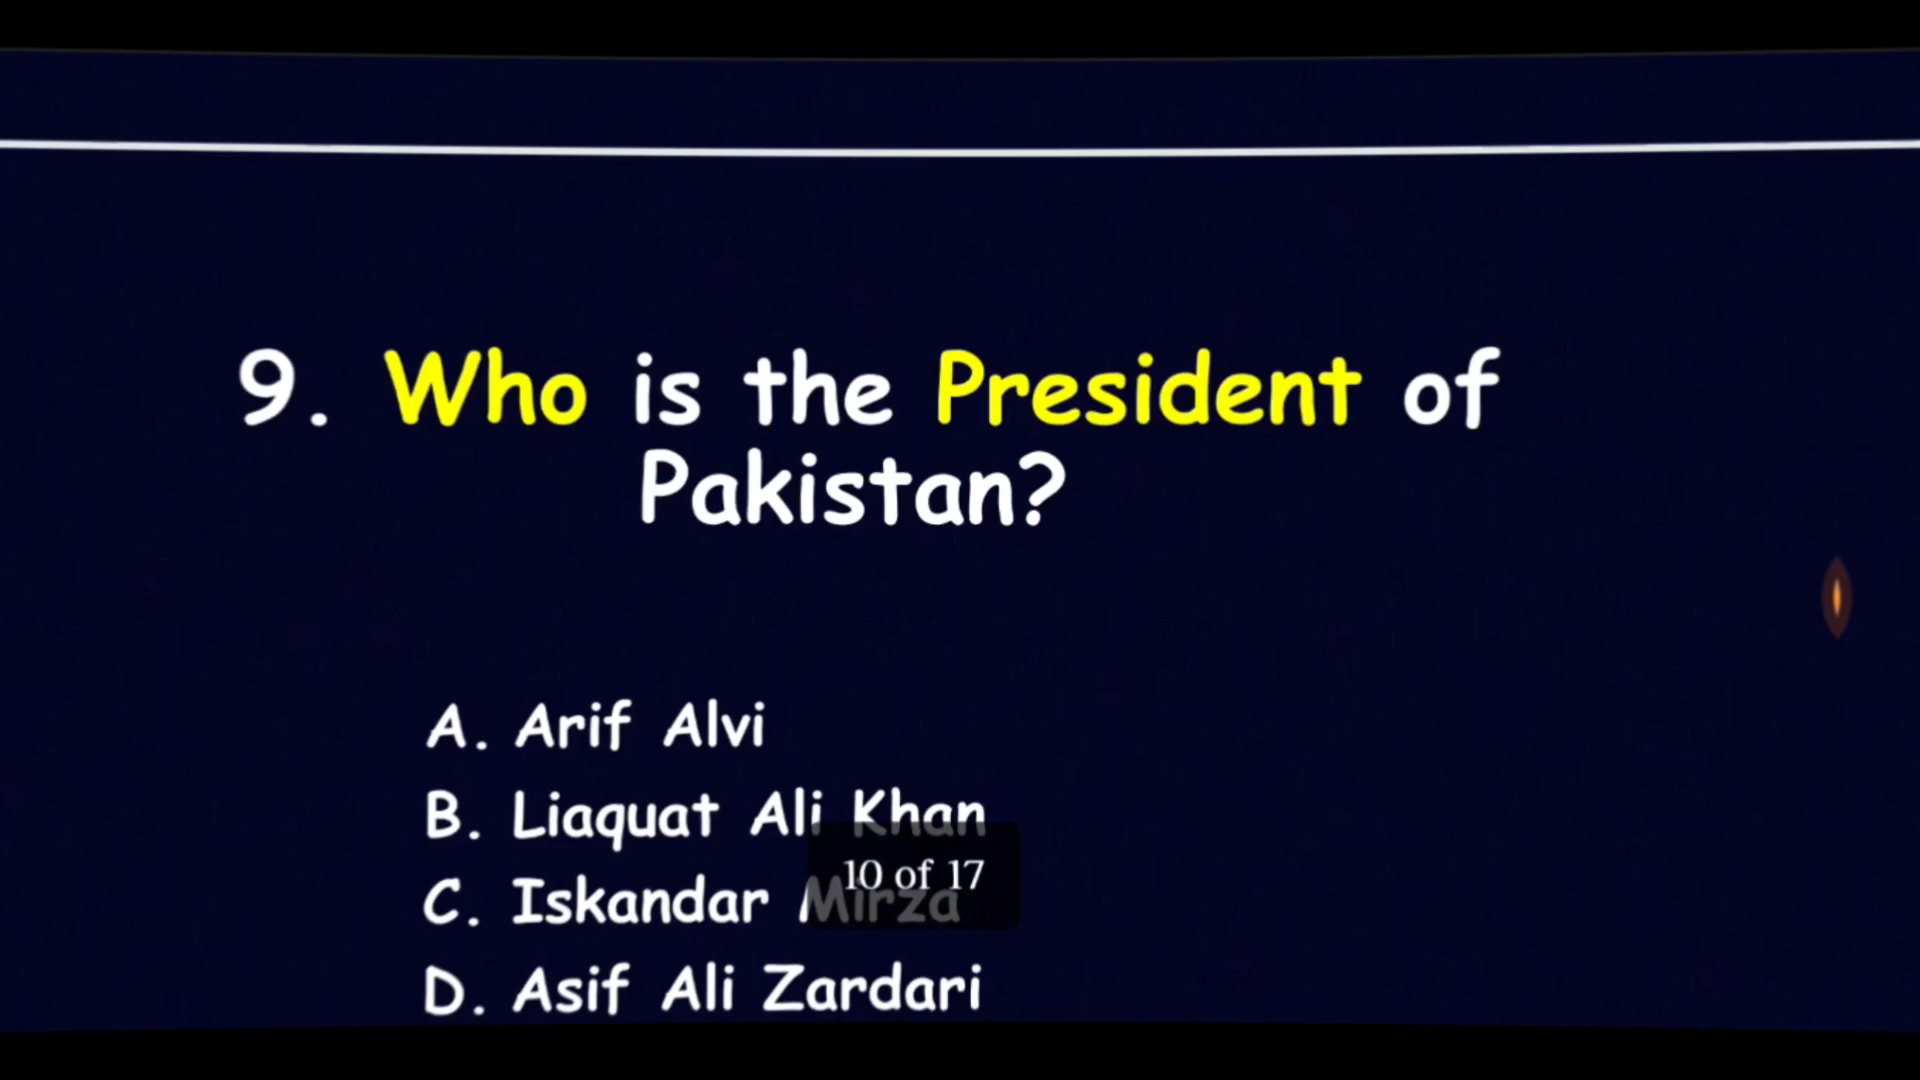 9. Who is the President of
Pakistan?
A. Arif Alvi
B. Liaquat Ali Khan
10 of 17
C. Iskandar Mirza
D. Asif Ali Zardari